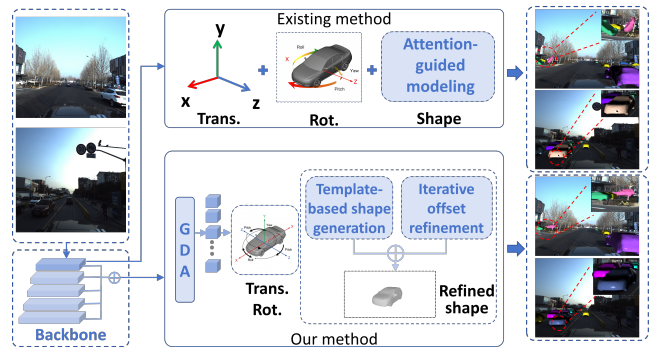 Existing method
y
x
z
Trans.
+
Roll
X
Yaw
Z
Pitch
Rot.
+
Attention-
guided
modeling
Shape
Backbone
G
D
A
Trans.
Rot.
Template-
based shape
generation
Iterative
offset
refinement
Refined
shape
Our method